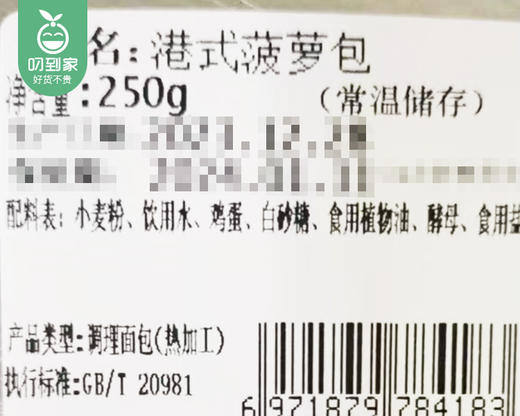 叨到家
好货不贵
名:港式菠萝包
净含量:250g (常温储存)
配料表: 小麦粉、饮用水、鸡蛋、白砂糖、食用植物油、酵母、食用盐
产品类型:调理面包(热加工)
执行标准:GB/T 20981
6 971879 784183